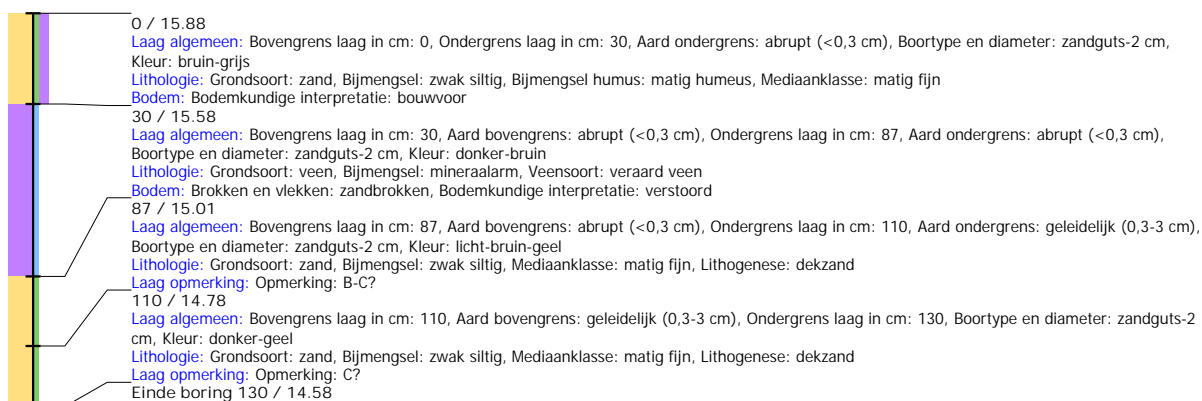 0 / 15.88
Laag algemeen: Bovengrens laag in cm: 0, Ondergrens laag in cm: 30, Aard ondergrens: abrupt (<0,3 cm), Boortype en diameter: zandguts-2 cm,
Kleur: bruin-grijs
Lithologie: Grondsoort: zand, Bijmengsel: zwak siltig, Bijmengsel humus: matig humeus, Mediaanklasse: matig fijn
Bodem: Bodemkundige interpretatie: bouwvoor
30 / 15.58
Laag algemeen: Bovengrens laag in cm: 30, Aard bovengrens: abrupt (<0,3 cm), Ondergrens laag in cm: 87, Aard ondergrens: abrupt (<0,3 cm),
Boortype en diameter: zandguts-2 cm, Kleur: donker-bruin
Lithologie: Grondsoort: veen, Bijmengsel: mineraalarm, Veensoort: veraard veen
Bodem: Brokken en vlekken: zandbrokken, Bodemkundige interpretatie: verstoord
87 / 15.01
Laag algemeen: Bovengrens laag in cm: 87, Aard bovengrens: abrupt (<0,3 cm), Ondergrens laag in cm: 110, Aard ondergrens: geleidelijk (0,3-3 cm),
Boortype en diameter: zandguts-2 cm, Kleur: licht-bruin-geel
Lithologie: Grondsoort: zand, Bijmengsel: zwak siltig, Mediaanklasse: matig fijn, Lithogenese: dekzand
Laag opmerking: Opmerking: B-C?
110 / 14.78
Laag algemeen: Bovengrens laag in cm: 110, Aard bovengrens: geleidelijk (0,3-3 cm), Ondergrens laag in cm: 130, Boortype en diameter: zandguts-2
cm, Kleur: donker-geel
Lithologie: Grondsoort: zand, Bijmengsel: zwak siltig, Mediaanklasse: matig fijn, Lithogenese: dekzand
Laag opmerking: Opmerking: C?
Einde boring 130 / 14.58